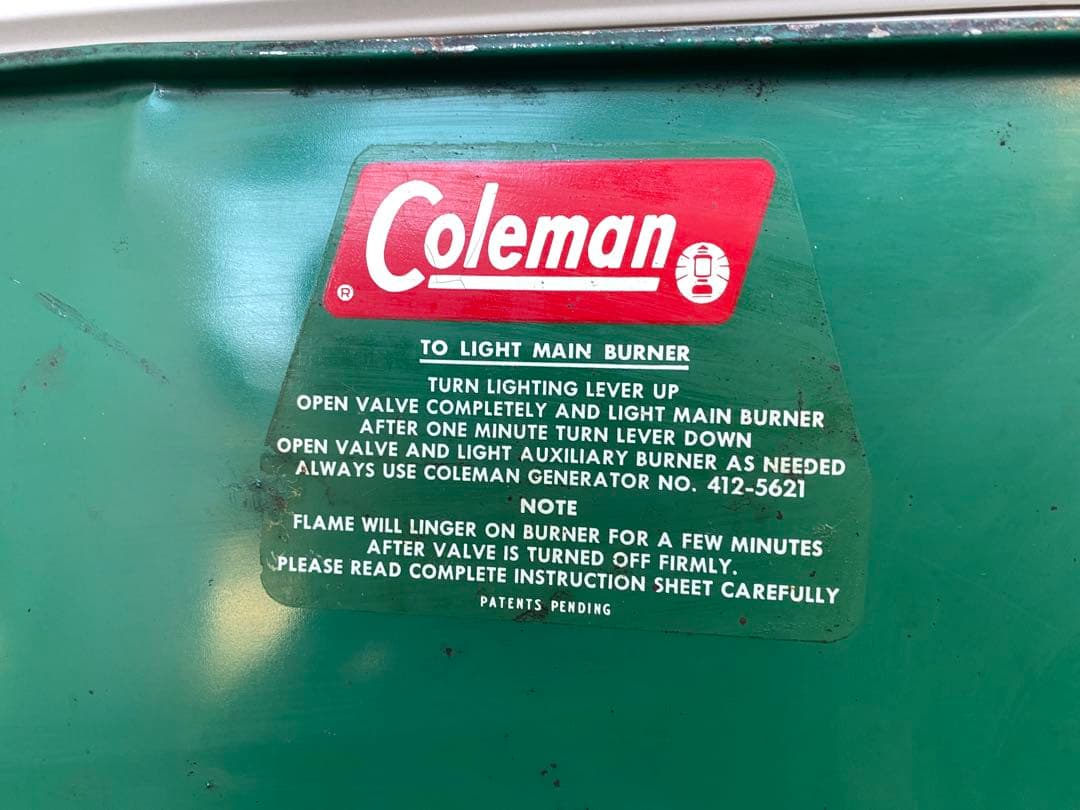 Coleman
®
TO LIGHT MAIN BURNER
TURN LIGHTING LEVER UP
OPEN VALVE COMPLETELY AND LIGHT MAIN BURNER
AFTER ONE MINUTE TURN LEVER DOWN
OPEN VALVE AND LIGHT AUXILIARY BURNER AS NEEDED
ALWAYS USE COLEMAN GENERATOR NO. 412-5621
NOTE
FLAME WILL LINGER ON BURNER FOR A FEW MINUTES
AFTER VALVE IS TURNED OFF FIRMLY.
PLEASE READ COMPLETE INSTRUCTION SHEET CAREFULLY
PATENTS PENDING